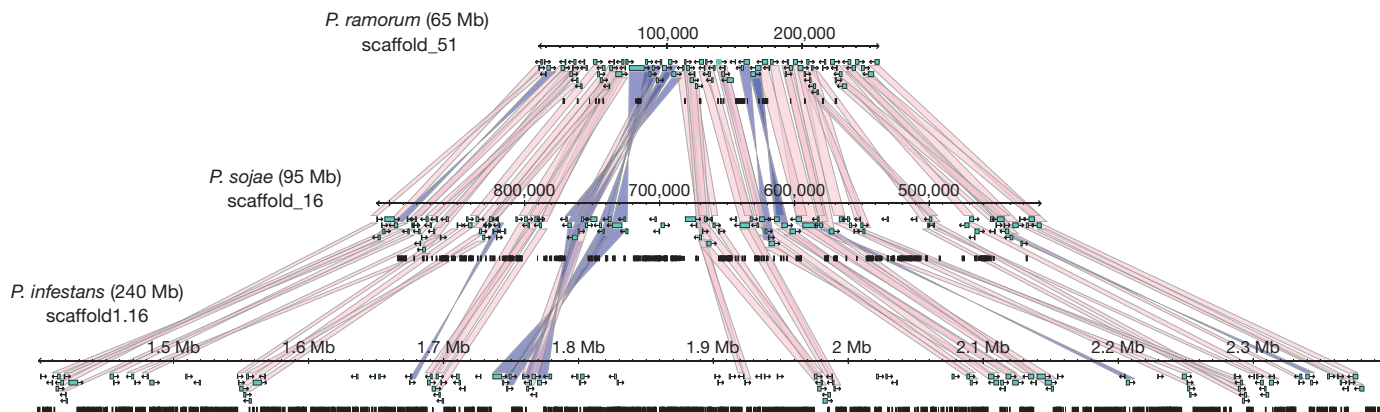 P. ramorum (65 Mb)
scaffold_51
100,000 200,000
P. sojae (95 Mb)
scaffold_16
800,000 700,000 600,000 500,000
P. infestans (240 Mb)
scaffold1.16
1.5 Mb 1.6 Mb 1.7 Mb 1.8 Mb 1.9 Mb 2 Mb 2.1 Mb 2.2 Mb 2.3 Mb